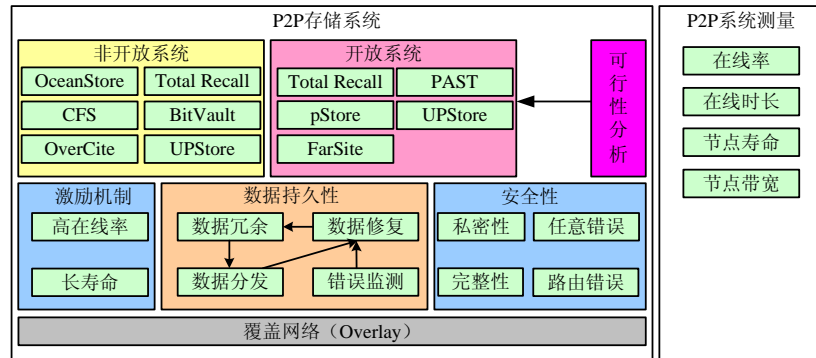 P2P存储系统
非开放系统
OceanStore
Total Recall
CFS
BitVault
OverCite
UPStore
开放系统
Total Recall
PAST
pStore
UPStore
FarSite
可行性分析
激励机制
高在线率
长寿命
数据持久性
数据冗余
数据修复
数据分发
错误监测
安全性
私密性
任意错误
完整性
路由错误
覆盖网络（Overlay）
P2P系统测量
在线率
在线时长
节点寿命
节点带宽